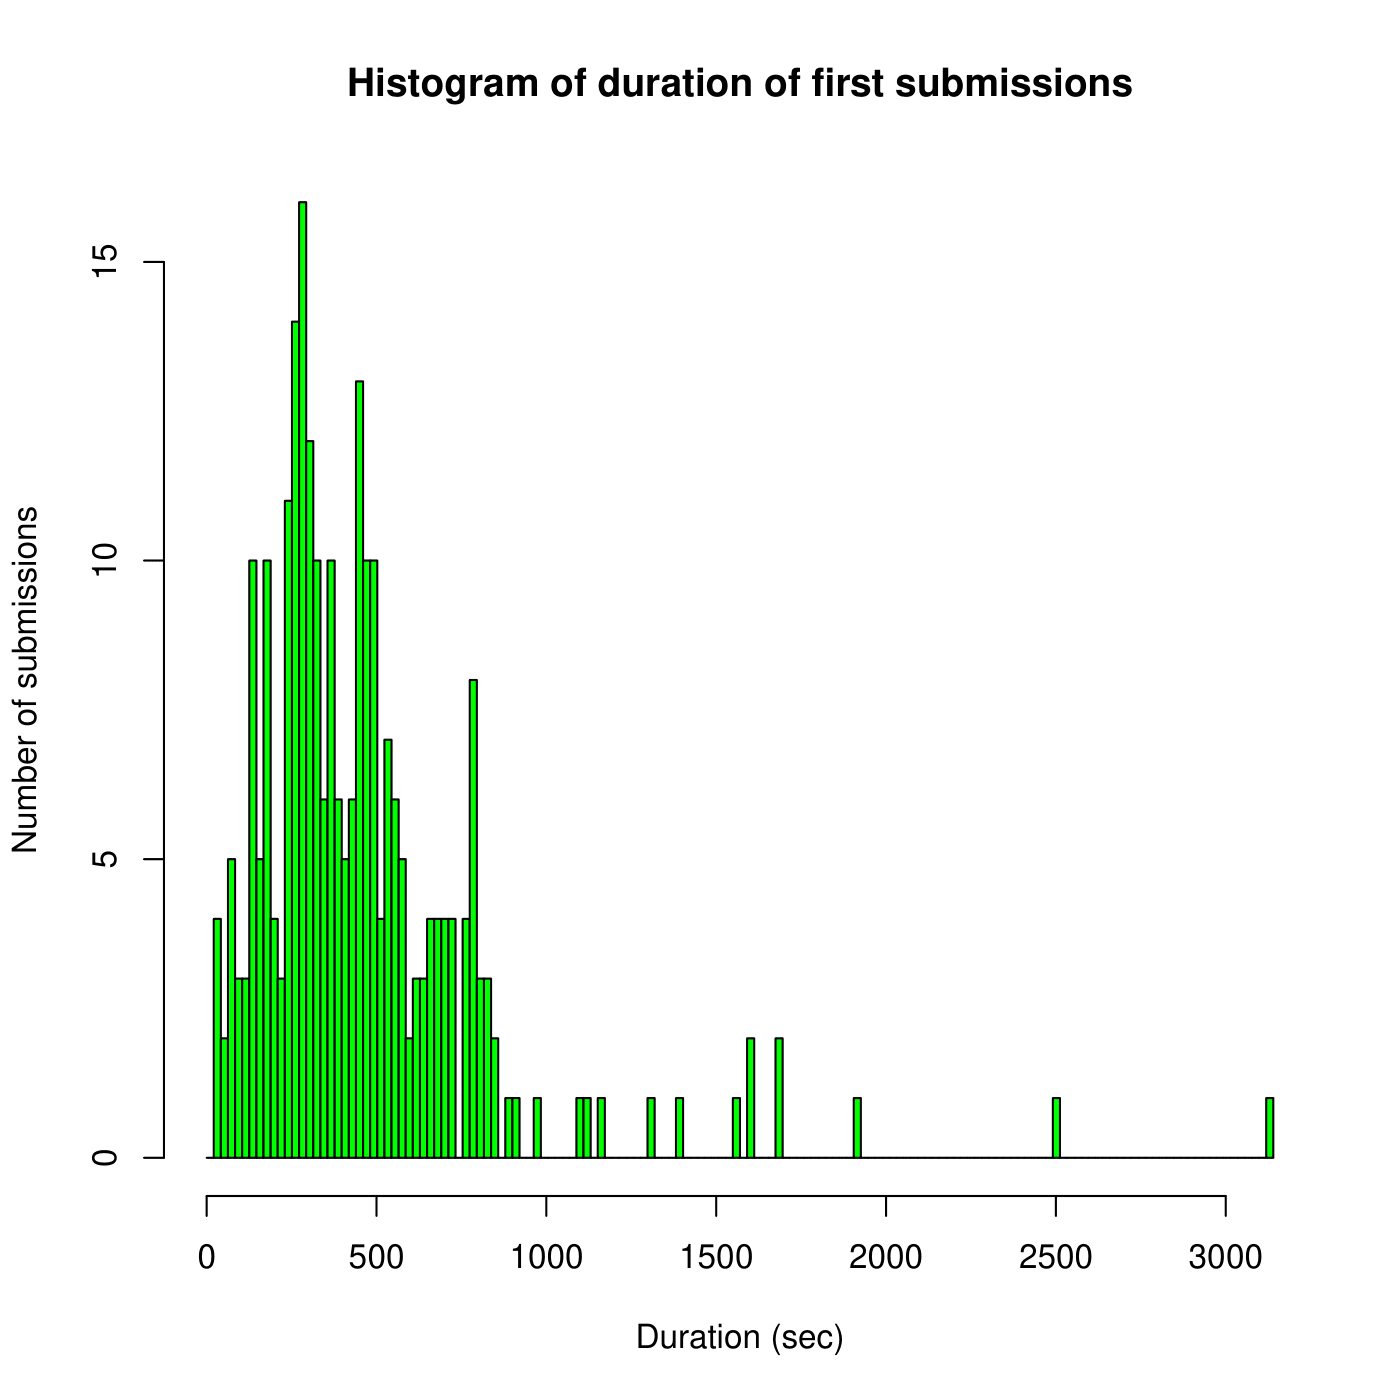 Histogram of duration of first submissions
Number of submissions
15
10
5
0
0 500 1000 1500 2000 2500 3000
Duration (sec)